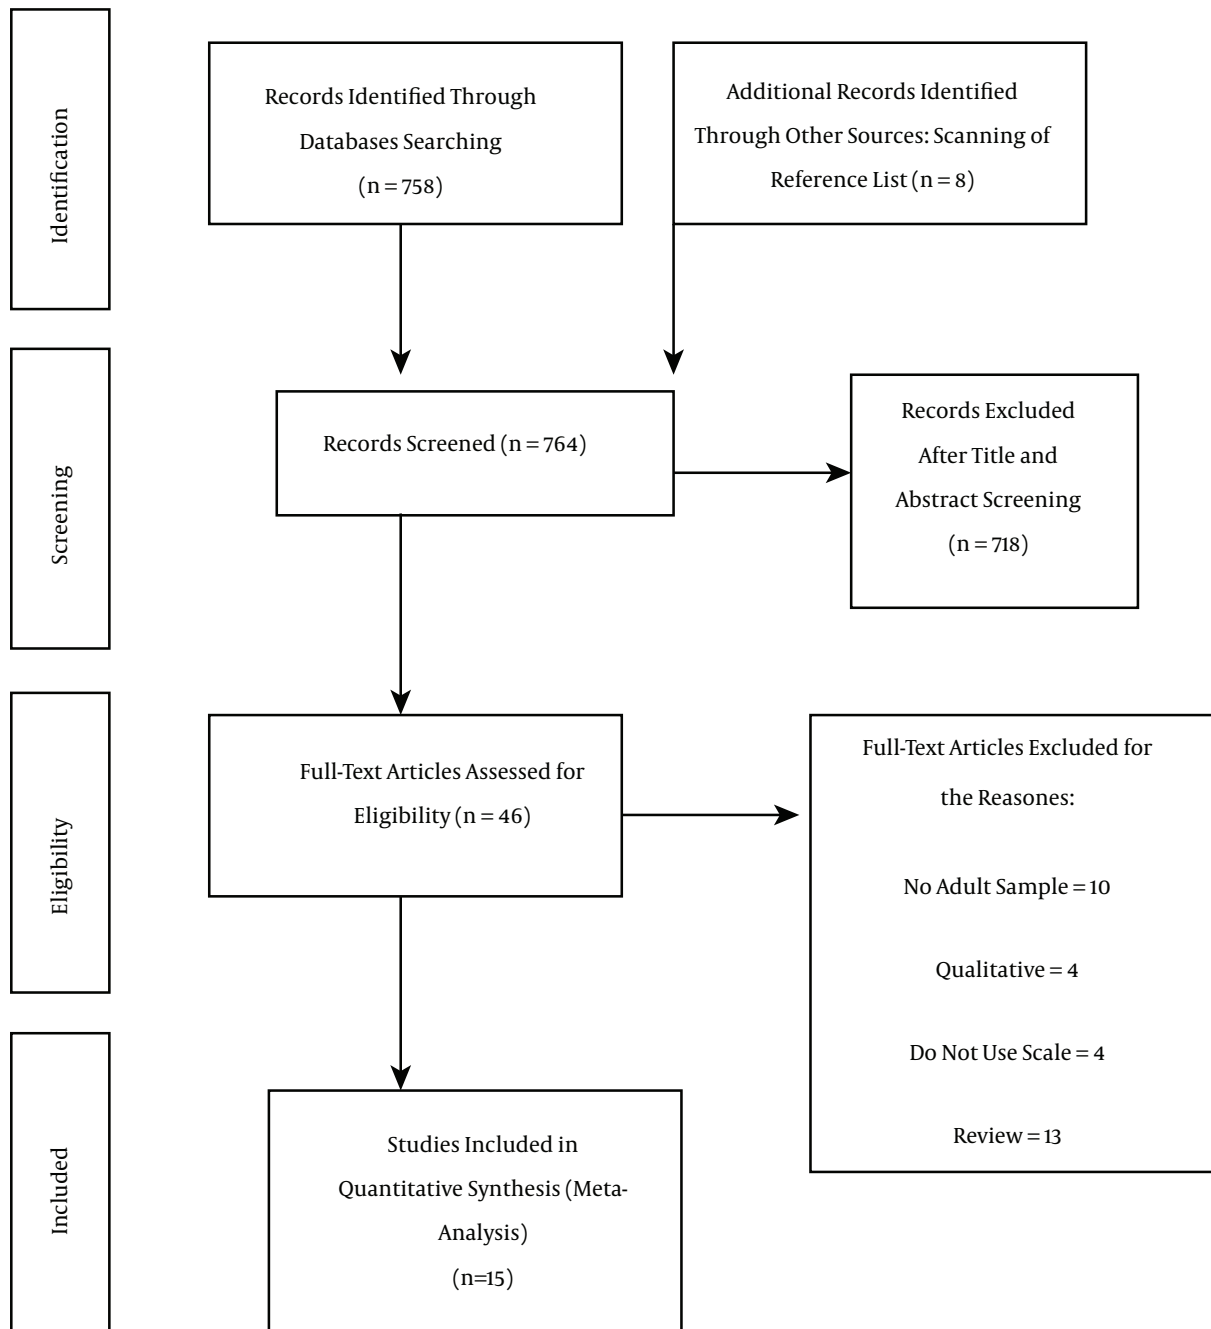 Identification
Records Identified Through
Databases Searching
(n = 758)
Additional Records Identified
Through Other Sources: Scanning of
Reference List (n = 8)
Screening
Records Screened (n = 764)
Records Excluded
After Title and
Abstract Screening
(n = 718)
Eligibility
Full-Text Articles Assessed for
Eligibility (n = 46)
Full-Text Articles Excluded for
the Reasones:
No Adult Sample = 10
Qualitative = 4
Do Not Use Scale = 4
Review = 13
Included
Studies Included in
Quantitative Synthesis (Meta-
Analysis)
(n=15)